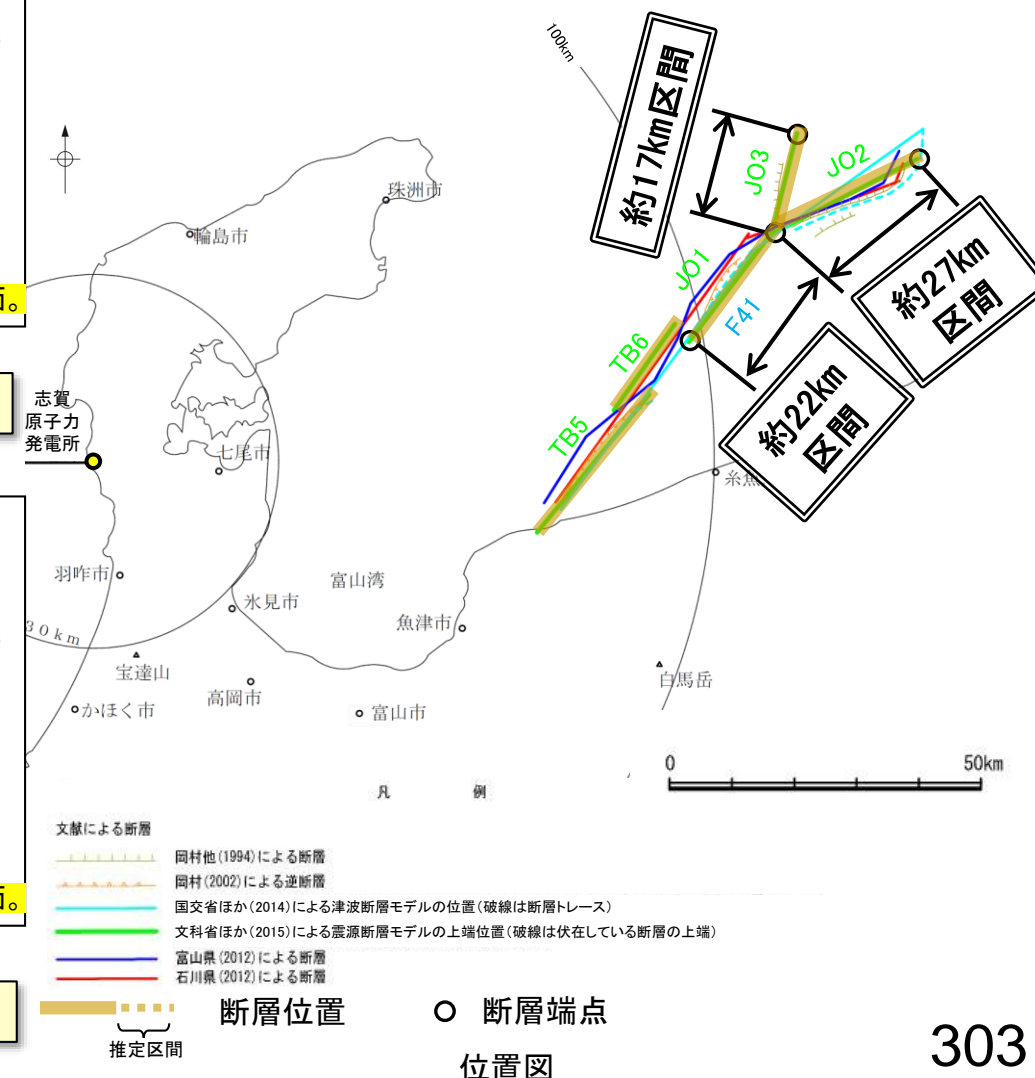 100km
約17km区間
JO3
JO2
珠洲市
輪島市
JO1
約27km
区間
F41
面。
TB6
志賀
原子力
発電所
約22km
区間
TB5
七尾市
糸魚
羽咋市
富山湾
氷見市
魚津市
30km
宝達山
白馬岳
高岡市
かほく市
富山市
0
50km
凡 例
文献による断層
岡村他(1994)による断層
岡村(2002)による逆断層
面。
国交省ほか(2014)による津波断層モデルの位置(破線は断層トレース)
文科省ほか(2015)による震源断層モデルの上端位置(破線は伏在している断層の上端)
富山県(2012)による断層
石川県(2012)による断層
断層位置
断層端点
推定区間
位置図
303